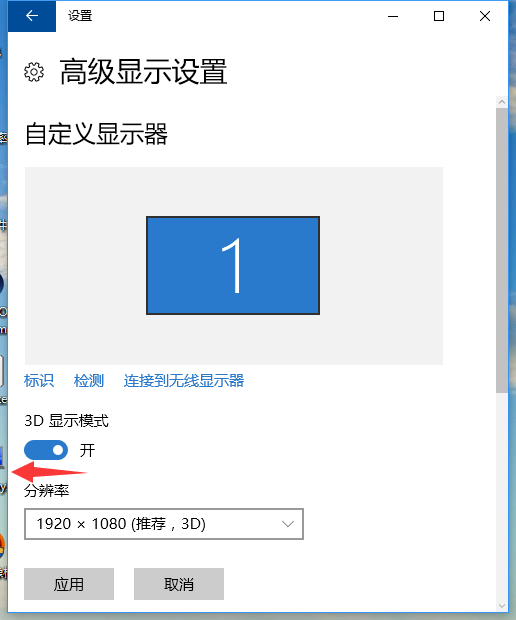 设置
高级显示设置
自定义显示器
1
标识 检测 连接到无线显示器
3D 显示模式
开
分辨率
1920 × 1080 (推荐，3D)
应用 取消